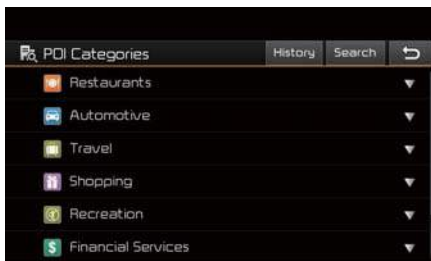 POI Categories History Search
Restaurants
Automotive
Travel
Shopping
Recreation
$ Financial Services